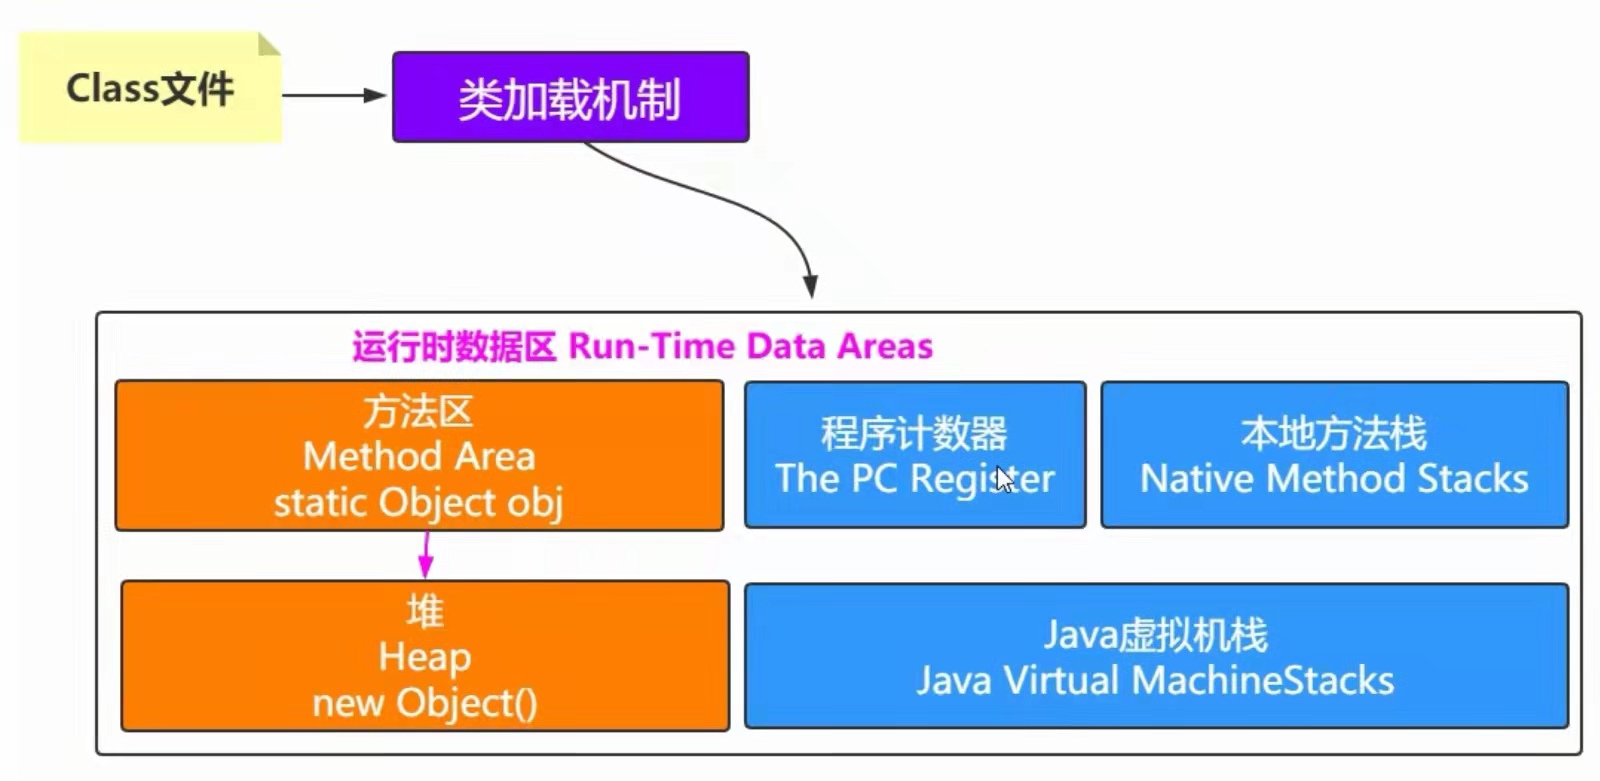 Class文件
类加载机制
运行时数据区 Run-Time Data Areas
方法区
Method Area
static Object obj
程序计数器
The PC Register
本地方法栈
Native Method Stacks
堆
Heap
new Object()
Java虚拟机栈
Java Virtual MachineStacks